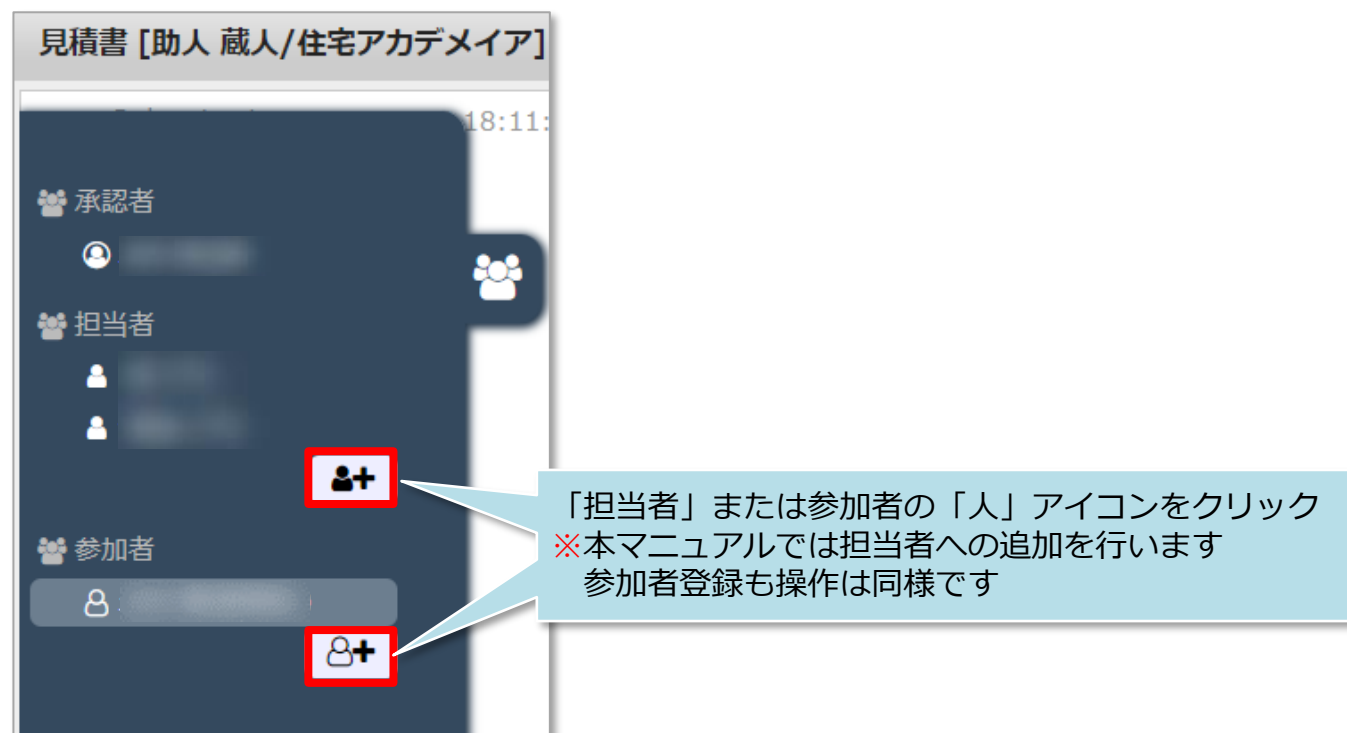 見積書 [助人 蔵人/住宅アカデメイア]
18:11:
承認者
担当者
参加者
「担当者」または参加者の「人」アイコンをクリック
※本マニュアルでは担当者への追加を行います
参加者登録も操作は同様です